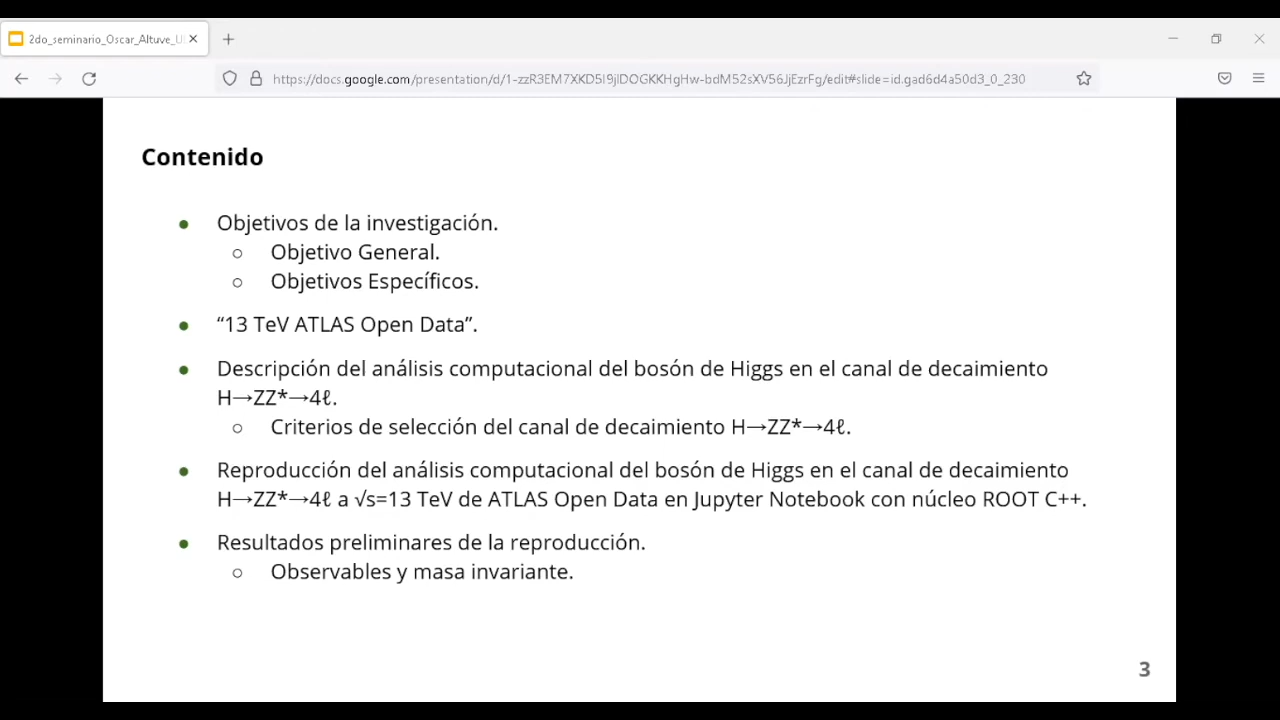 2do_seminario_Oscar_Altuve_U
https://docs.google.com/presentation/d/1-zzR3EM7XKD5I9jlDOGKKHgHw-bdM52sXV56JjEzrFg/edit#slide=id.gad6d4a50d3_0_230
Contenido
● Objetivos de la investigación.
○ Objetivo General.
○ Objetivos Específicos.
● “13 TeV ATLAS Open Data”.
● Descripción del análisis computacional del bosón de Higgs en el canal de decaimiento
H→ZZ*→4ℓ.
○ Criterios de selección del canal de decaimiento H→ZZ*→4ℓ.
● Reproducción del análisis computacional del bosón de Higgs en el canal de decaimiento
H→ZZ*→4ℓ a √s=13 TeV de ATLAS Open Data en Jupyter Notebook con núcleo ROOT C++.
● Resultados preliminares de la reproducción.
○ Observables y masa invariante.
3